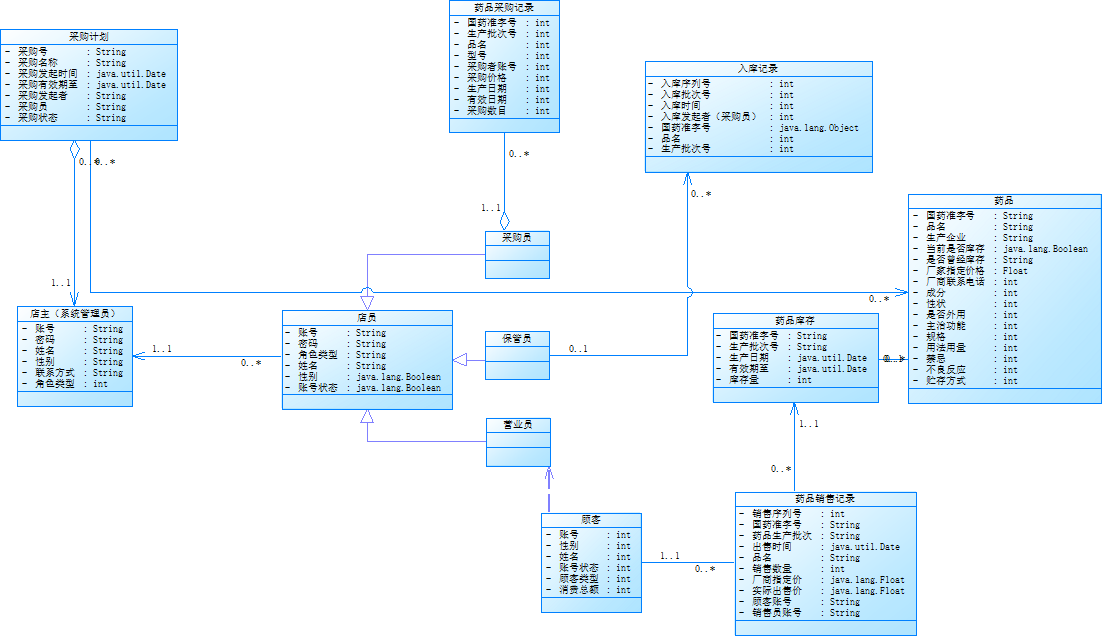 采购计划
- 采购号 : String
- 采购名称 : String
- 采购发起时间 : java.util.Date
- 采购有效期至 : java.util.Date
- 采购发起者 : String
- 采购员 : String
- 采购状态 : String
药品采购记录
- 国药准字号 : int
- 生产批次号 : int
- 品名 : int
- 型号 : int
- 采购者账号 : int
- 采购价格 : int
- 生产日期 : int
- 有效日期 : int
- 采购数目 : int
入库记录
- 入库序列号 : int
- 入库批次号 : int
- 入库时间 : int
- 入库发起者（采购员） : int
- 国药准字号 : java.lang.Object
- 品名 : int
- 生产批次号 : int
0..*
0..*
0..*
0..*
1..1
采购员
药品
- 国药准字号 : String
- 品名 : String
- 生产企业 : String
- 当前是否库存 : java.lang.Boolean
- 是否曾经库存 : String
- 厂家指定价格 : Float
- 厂商联系电话 : int
- 成分 : int
- 性状 : int
- 是否外用 : int
- 主治功能 : int
- 规格 : int
- 用法用量 : int
- 禁忌 : int
- 不良反应 : int
- 贮存方式 : int
1..1
0..*
店主（系统管理员）
- 账号 : String
- 密码 : String
- 姓名 : String
- 性别 : String
- 联系方式 : String
- 角色类型 : int
1..1
0..*
店员
- 账号 : String
- 密码 : String
- 角色类型 : String
- 姓名 : String
- 性别 : java.lang.Boolean
- 账号状态 : java.lang.Boolean
保管员
0..1
药品库存
- 国药准字号 : String
- 生产批次号 : String
- 生产日期 : java.util.Date
- 有效期至 : java.util.Date
- 库存量 : int
营业员
1..1
0..*
顾客
- 账号 : int
- 性别 : int
- 姓名 : int
- 账号状态 : int
- 顾客类型 : int
- 消费总额 : int
1..1
0..*
药品销售记录
- 销售序列号 : int
- 国药准字号 : String
- 药品生产批次 : String
- 出售时间 : java.util.Date
- 品名 : String
- 销售数量 : int
- 厂商指定价 : java.lang.Float
- 实际出售价 : java.lang.Float
- 顾客账号 : String
- 销售员账号 : String